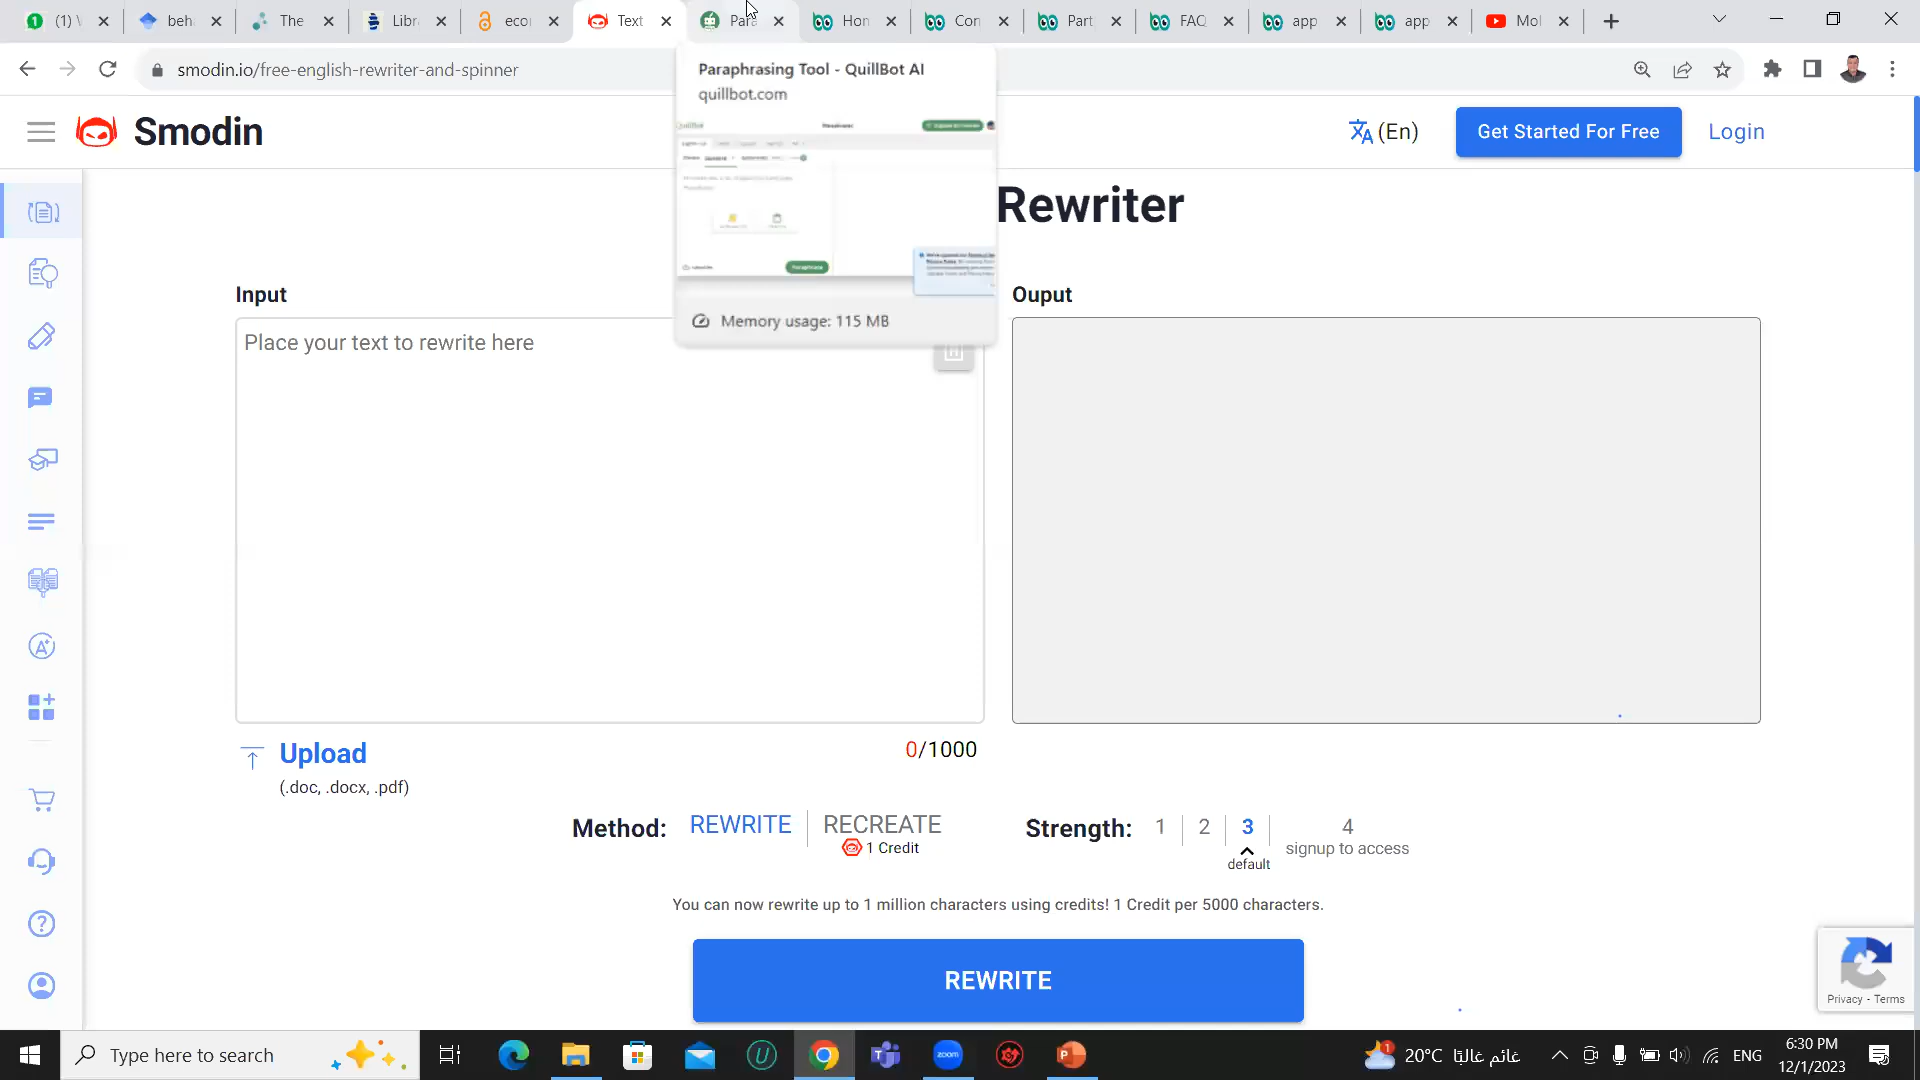 (1)
beh
The
Libr
ecor
Text
Para
Hon
Con
Part
FAQ
app
app
Mol
smodin.io/free-english-rewriter-and-spinner
Paraphrasing Tool - QuillBot AI
quillbot.com
Memory usage: 115 MB
Smodin
(En)
Get Started For Free
Login
Rewriter
Input
Ouput
Place your text to rewrite here
Upload
(.doc, .docx, .pdf)
0/1000
Method: REWRITE RECREATE
1 Credit
Strength: 1 2 3 4
default
signup to access
You can now rewrite up to 1 million characters using credits! 1 Credit per 5000 characters.
REWRITE
Privacy - Terms
Type here to search
zoom
20°C غائم غالبًا
ENG
6:30 PM
12/1/2023